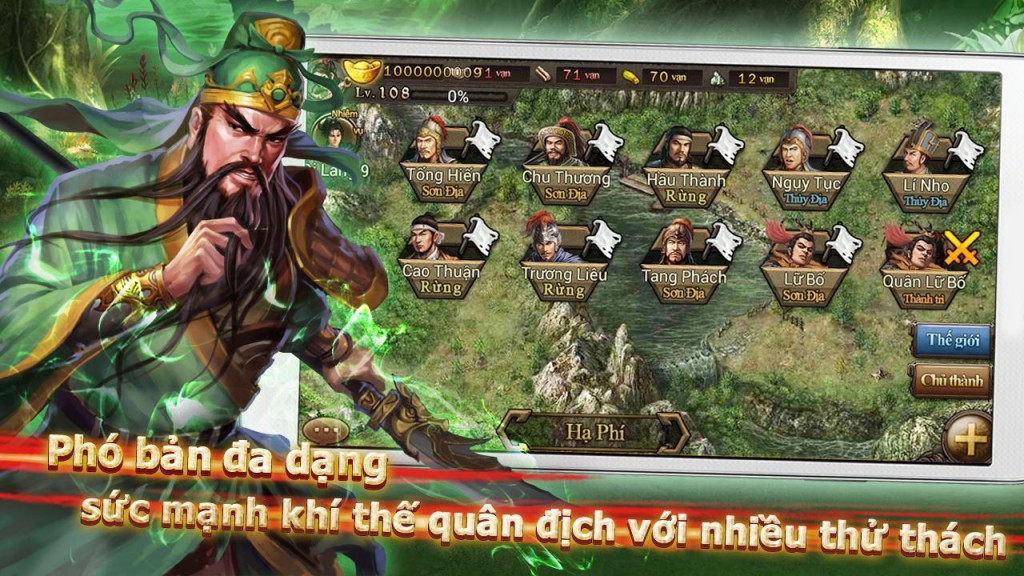 10000000091 vạn
71 vạn
70 vạn
12 vạn
Lv. 108
0%
Nhiệm
Tống Hiến
Sơn Địa
Chu Thương
Sơn Địa
Hầu Thành
Rừng
Ngụy Tục
Thủy Địa
Lí Nho
Thủy Địa
Cao Thuận
Rừng
Trương Liêu
Rừng
Tang Phách
Sơn Địa
Lữ Bố
Sơn Địa
Quân Lữ Bố
Thành trì
Thế giới
Chủ thành
Hạ Phí
Phó bản đa dạng
sức mạnh khí thế quân địch với nhiều thử thách